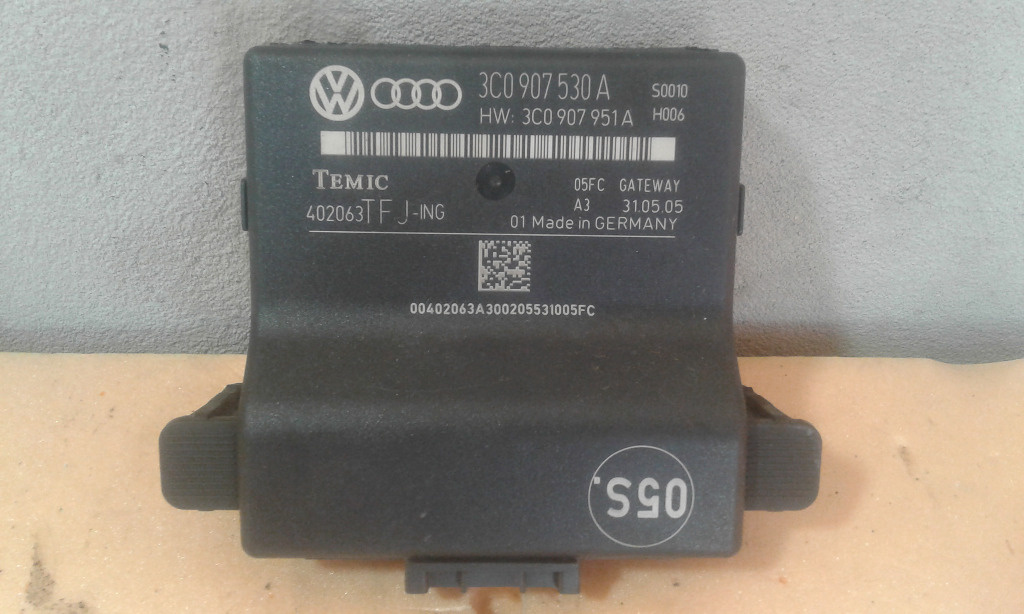 3C0 907 530 A S0010
HW: 3C0 907 951 A H006
TEMIC 05FC GATEWAY
402063TFJ-ING A3 31.05.05
01 Made in GERMANY
00402063A300205531005FC
05S.